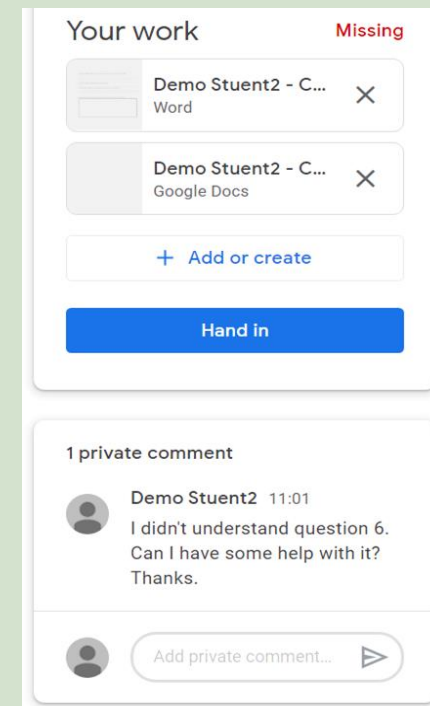 Your work Missing
Demo Stuent2 - C...
Word
Demo Stuent2 - C...
Google Docs
+ Add or create
Hand in
1 private comment
Demo Stuent2 11:01
I didn't understand question 6.
Can I have some help with it?
Thanks.
Add private comment...